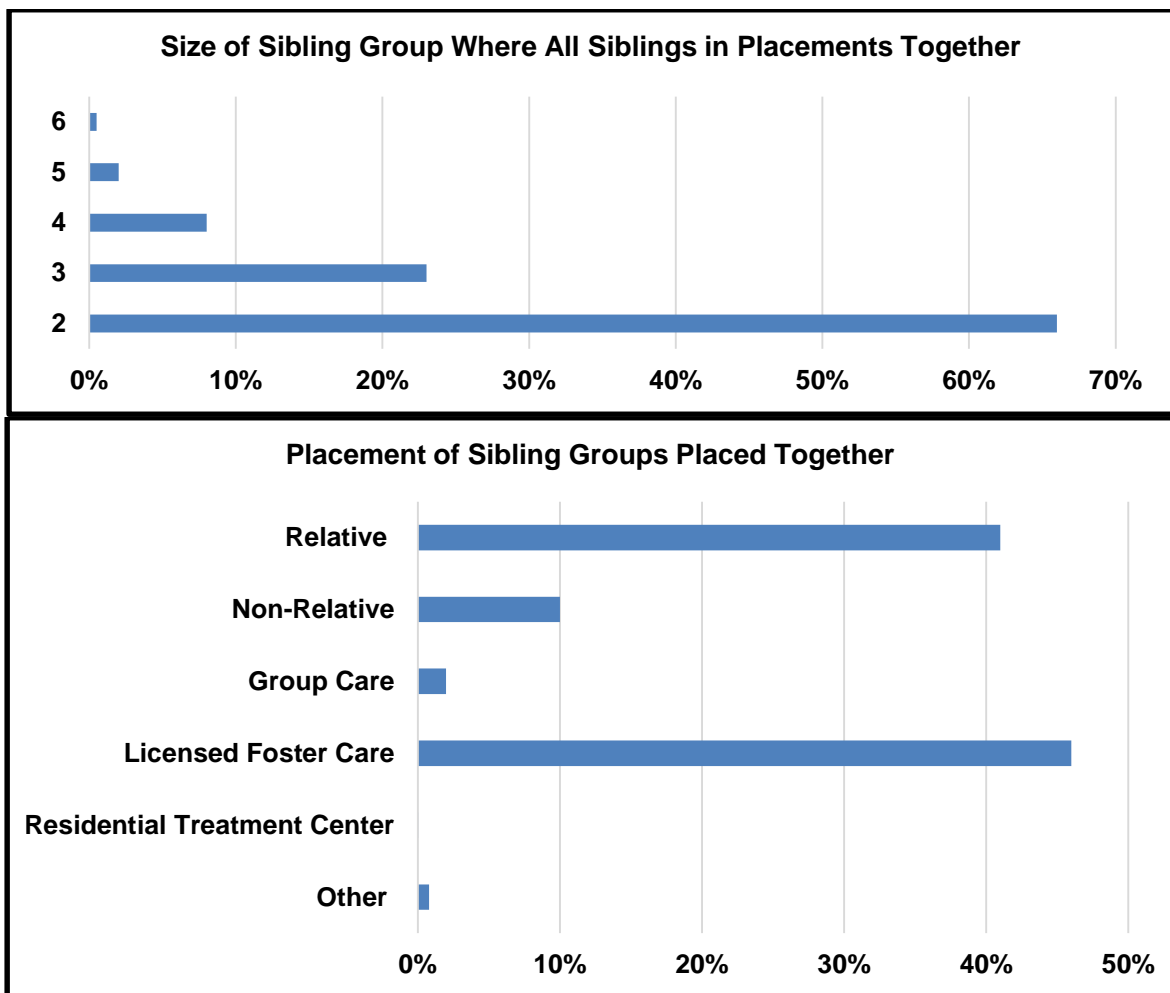 Size of Sibling Group Where All Siblings in Placements Together
6
5
4
3
2
0% 10% 20% 30% 40% 50% 60% 70%
Placement of Sibling Groups Placed Together
Relative
Non-Relative
Group Care
Licensed Foster Care
Residential Treatment Center
Other
0% 10% 20% 30% 40% 50%